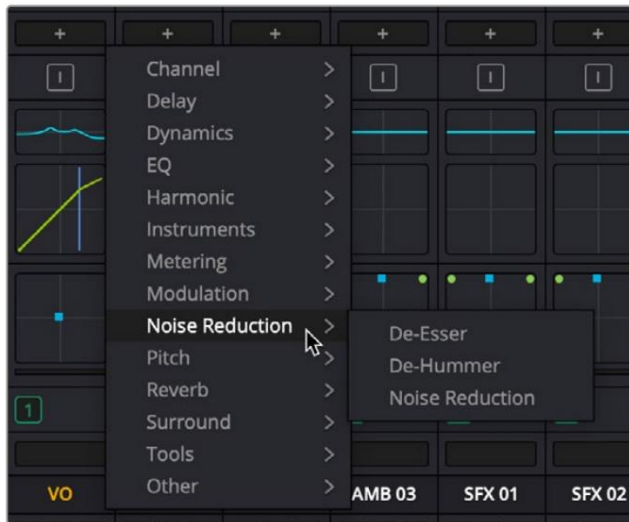 + + + + + +
I I I I
Channel >
Delay >
Dynamics >
EQ >
Harmonic >
Instruments >
Metering >
Modulation >
Noise Reduction >
De-Esser
De-Hummer
Noise Reduction
Pitch >
Reverb >
1
Surround >
Tools >
Other >
VO AMB 03 SFX 01 SFX 02